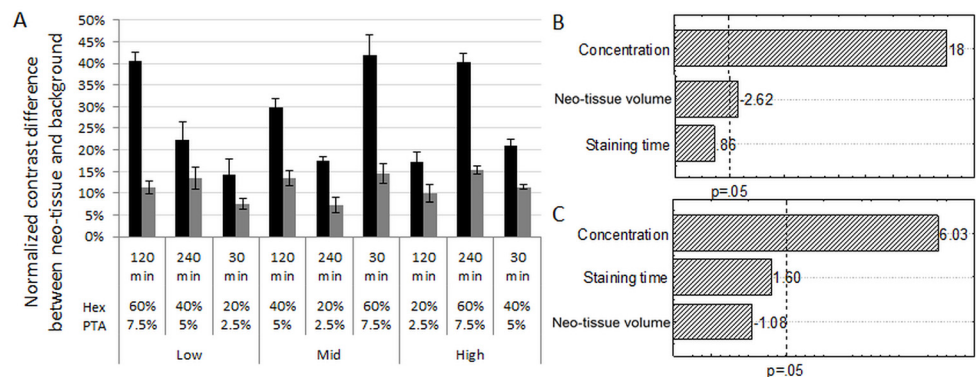 A
Normalized contrast difference
between neo-tissue and background
50%
45%
40%
35%
30%
25%
20%
15%
10%
5%
0%
120 240 30 120 240 30 120 240 30
min min min min min min min min min
Hex 60% 40% 20% 40% 20% 60% 20% 60% 40%
PTA 7.5% 5% 2.5% 5% 2.5% 7.5% 2.5% 7.5% 5%
Low Mid High
B
Concentration 18
Neo-tissue volume -2.62
Staining time .86
p=.05
C
Concentration 6.03
Staining time 1.60
Neo-tissue volume -1.08
p=.05